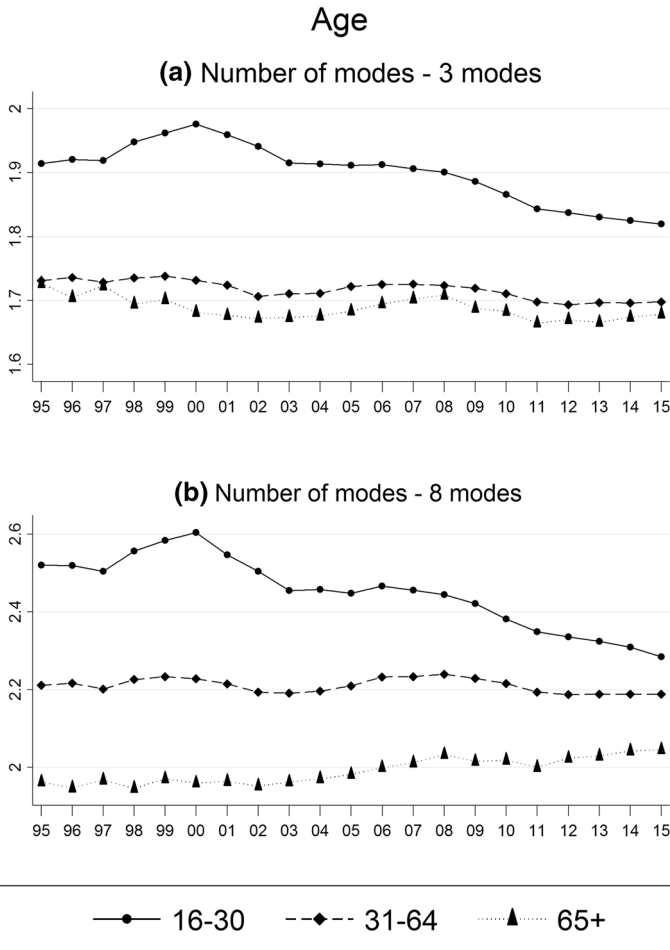 Age
(a) Number of modes - 3 modes
2
1.9
1.8
1.7
1.6
95 96 97 98 99 00 01 02 03 04 05 06 07 08 09 10 11 12 13 14 15
(b) Number of modes - 8 modes
2.6
2.4
2.2
2
95 96 97 98 99 00 01 02 03 04 05 06 07 08 09 10 11 12 13 14 15
16-30 31-64 65+